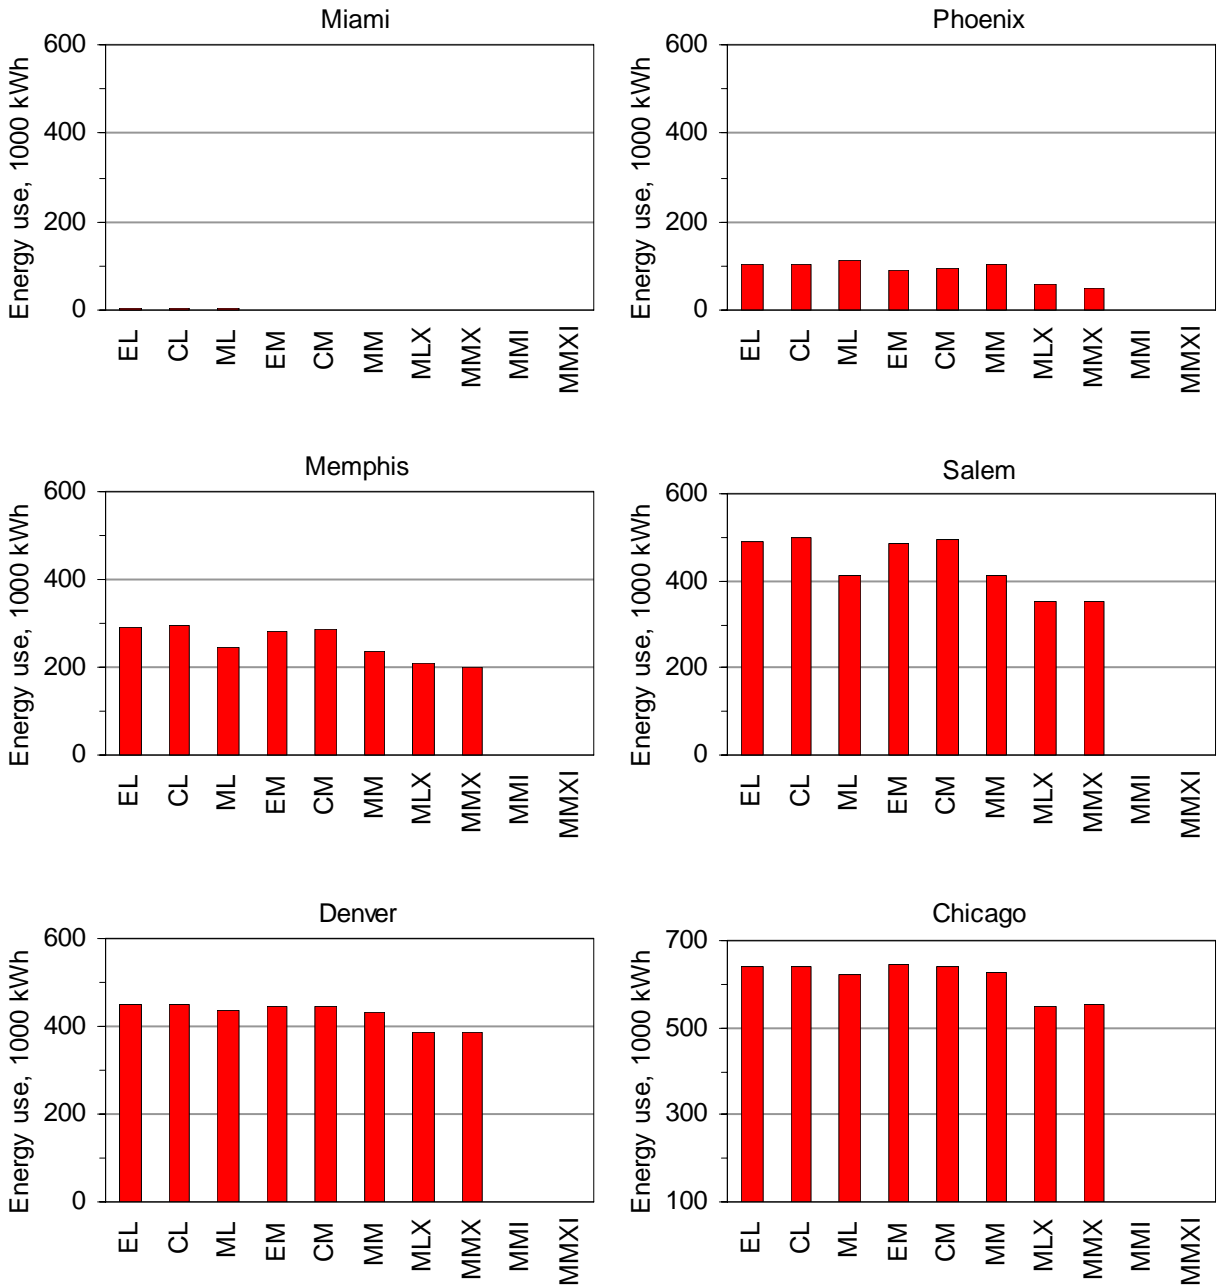 Miami
Energy use, 1000 kWh
600
400
200
0
EL CL ML EM CM MM MLX MMX MMI MMXI
Phoenix
Energy use, 1000 kWh
600
400
200
0
EL CL ML EM CM MM MLX MMX MMI MMXI
Memphis
Energy use, 1000 kWh
600
400
200
0
EL CL ML EM CM MM MLX MMX MMI MMXI
Salem
Energy use, 1000 kWh
600
400
200
0
EL CL ML EM CM MM MLX MMX MMI MMXI
Denver
Energy use, 1000 kWh
600
400
200
0
EL CL ML EM CM MM MLX MMX MMI MMXI
Chicago
Energy use, 1000 kWh
700
500
300
100
EL CL ML EM CM MM MLX MMX MMI MMXI